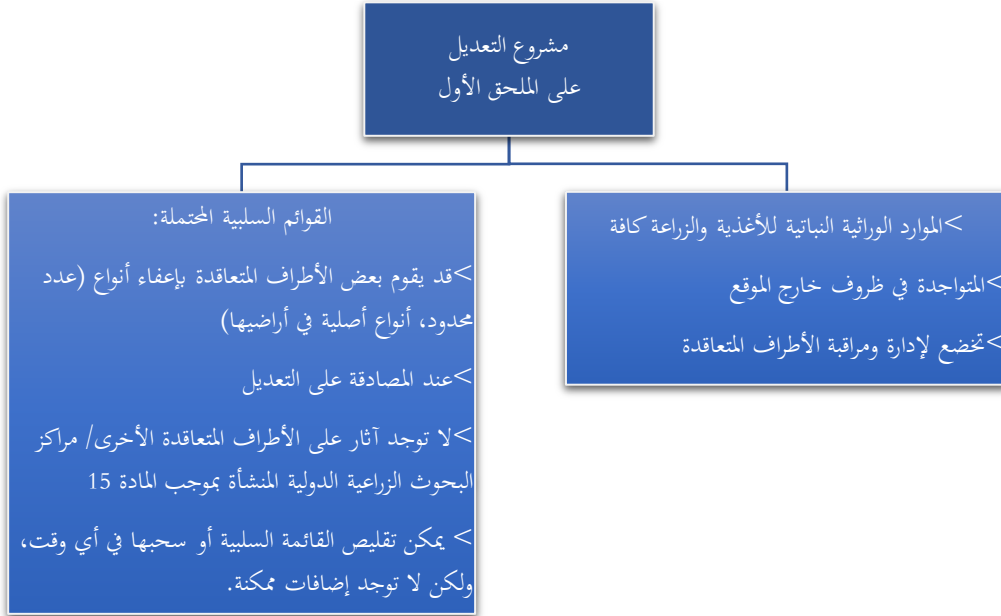 مشروع التعديل
على الملحق الأول
>الموارد الوراثية النباتية للأغذية والزراعة كافة
>المتواجدة في ظروف خارج الموقع
>تخضع لإدارة ومراقبة الأطراف المتعاقدة
القوائم السلبية المحتملة:
>قد يقوم بعض الأطراف المتعاقدة بإعفاء أنواع (عدد
محدود، أنواع أصلية في أراضيها)
>عند المصادقة على التعديل
>لا توجد آثار على الأطراف المتعاقدة الأخرى/ مراكز
البحوث الزراعية الدولية المنشأة بموجب المادة 15
> يمكن تقليص القائمة السلبية أو سحبها في أي وقت،
ولكن لا توجد إضافات ممكنة.